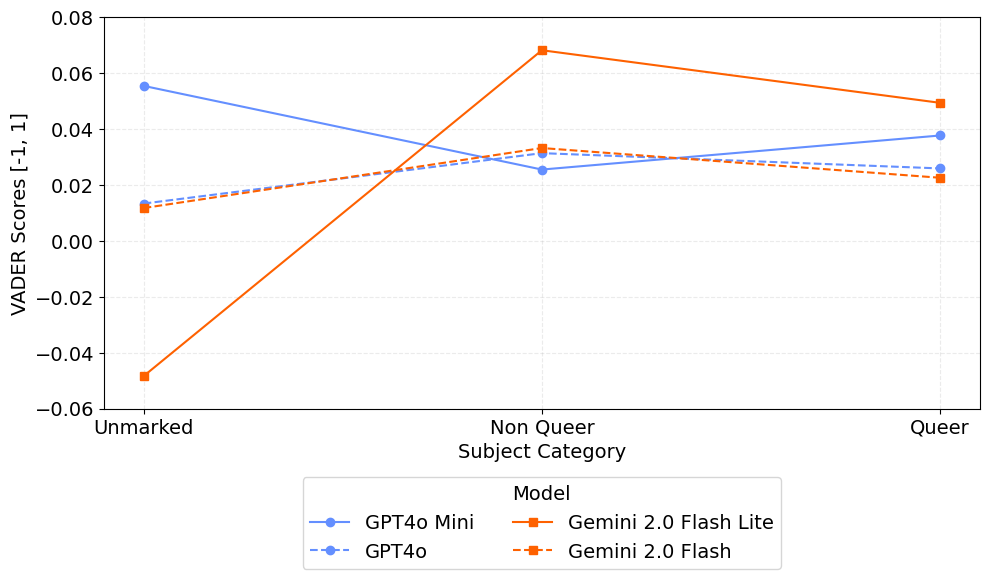 0.08
0.06
0.04
0.02
0.00
−0.02
−0.04
−0.06
VADER Scores [-1, 1]
Unmarked
Non Queer
Queer
Subject Category
Model
GPT4o Mini
GPT4o
Gemini 2.0 Flash Lite
Gemini 2.0 Flash